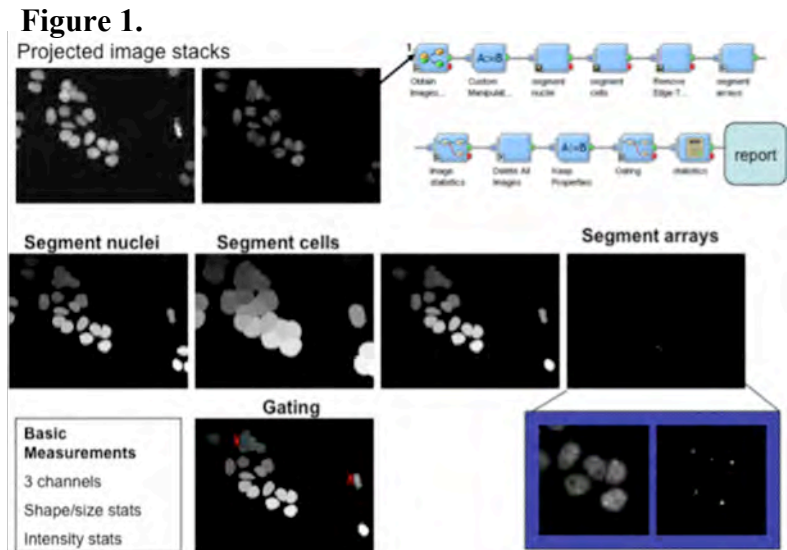 Figure 1.
Projected image stacks
1
Obtain Images...
Custom Manipulat...
segment nuclei
segment cells
Remove Edge T...
segment arrays
A:=B
Image statistics
Delete All Images
Keep Properties
Gating
statistics
A:=B
report
Segment nuclei
Segment cells
Segment arrays
Gating
Basic
Measurements
3 channels
Shape/size stats
Intensity stats